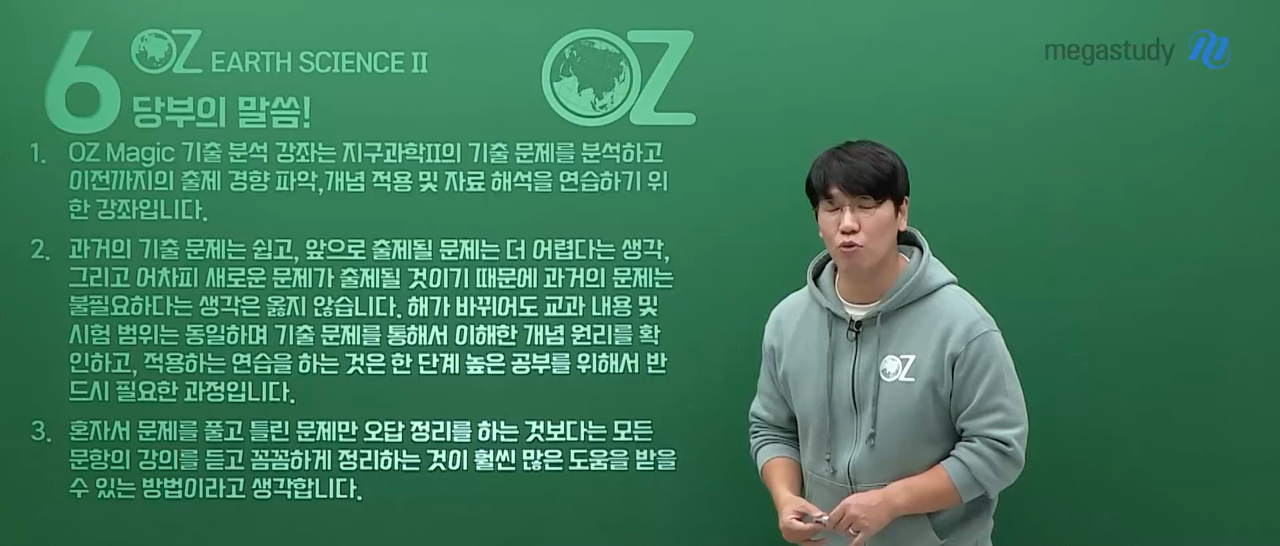 6
OZ EARTH SCIENCE II
당부의 말씀!
OZ
megastudy
1. OZ Magic 기출 분석 강좌는 지구과학II의 기출 문제를 분석하고
이전까지의 출제 경향 파악,개념 적용 및 자료 해석을 연습하기 위
한 강좌입니다.
2. 과거의 기출 문제는 쉽고, 앞으로 출제될 문제는 더 어렵다는 생각,
그리고 어차피 새로운 문제가 출제될 것이기 때문에 과거의 문제는
불필요하다는 생각은 옳지 않습니다. 해가 바뀌어도 교과 내용 및
시험 범위는 동일하며 기출 문제를 통해서 이해한 개념 원리를 확
인하고, 적용하는 연습을 하는 것은 한 단계 높은 공부를 위해서 반
드시 필요한 과정입니다.
3. 혼자서 문제를 풀고 틀린 문제만 오답 정리를 하는 것보다는 모든
문항의 강의를 듣고 꼼꼼하게 정리하는 것이 훨씬 많은 도움을 받을
수 있는 방법이라고 생각합니다.
OZ